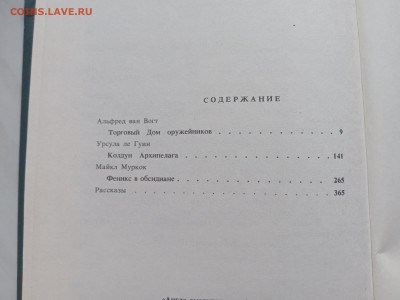 COINSS.LAVE.RU
СОДЕРЖАНИЕ
Альфред ван Вогт
Торговый Дом оружейников . . . . . . . . . . . . 9
Урсула ле Гуин
Колдун Архипелага . . . . . . . . . . . . . . . 141
Майкл Муркок
Феникс в обсидиане . . . . . . . . . . . . . . . 265
Рассказы . . . . . . . . . . . . . . . . . . . . 365